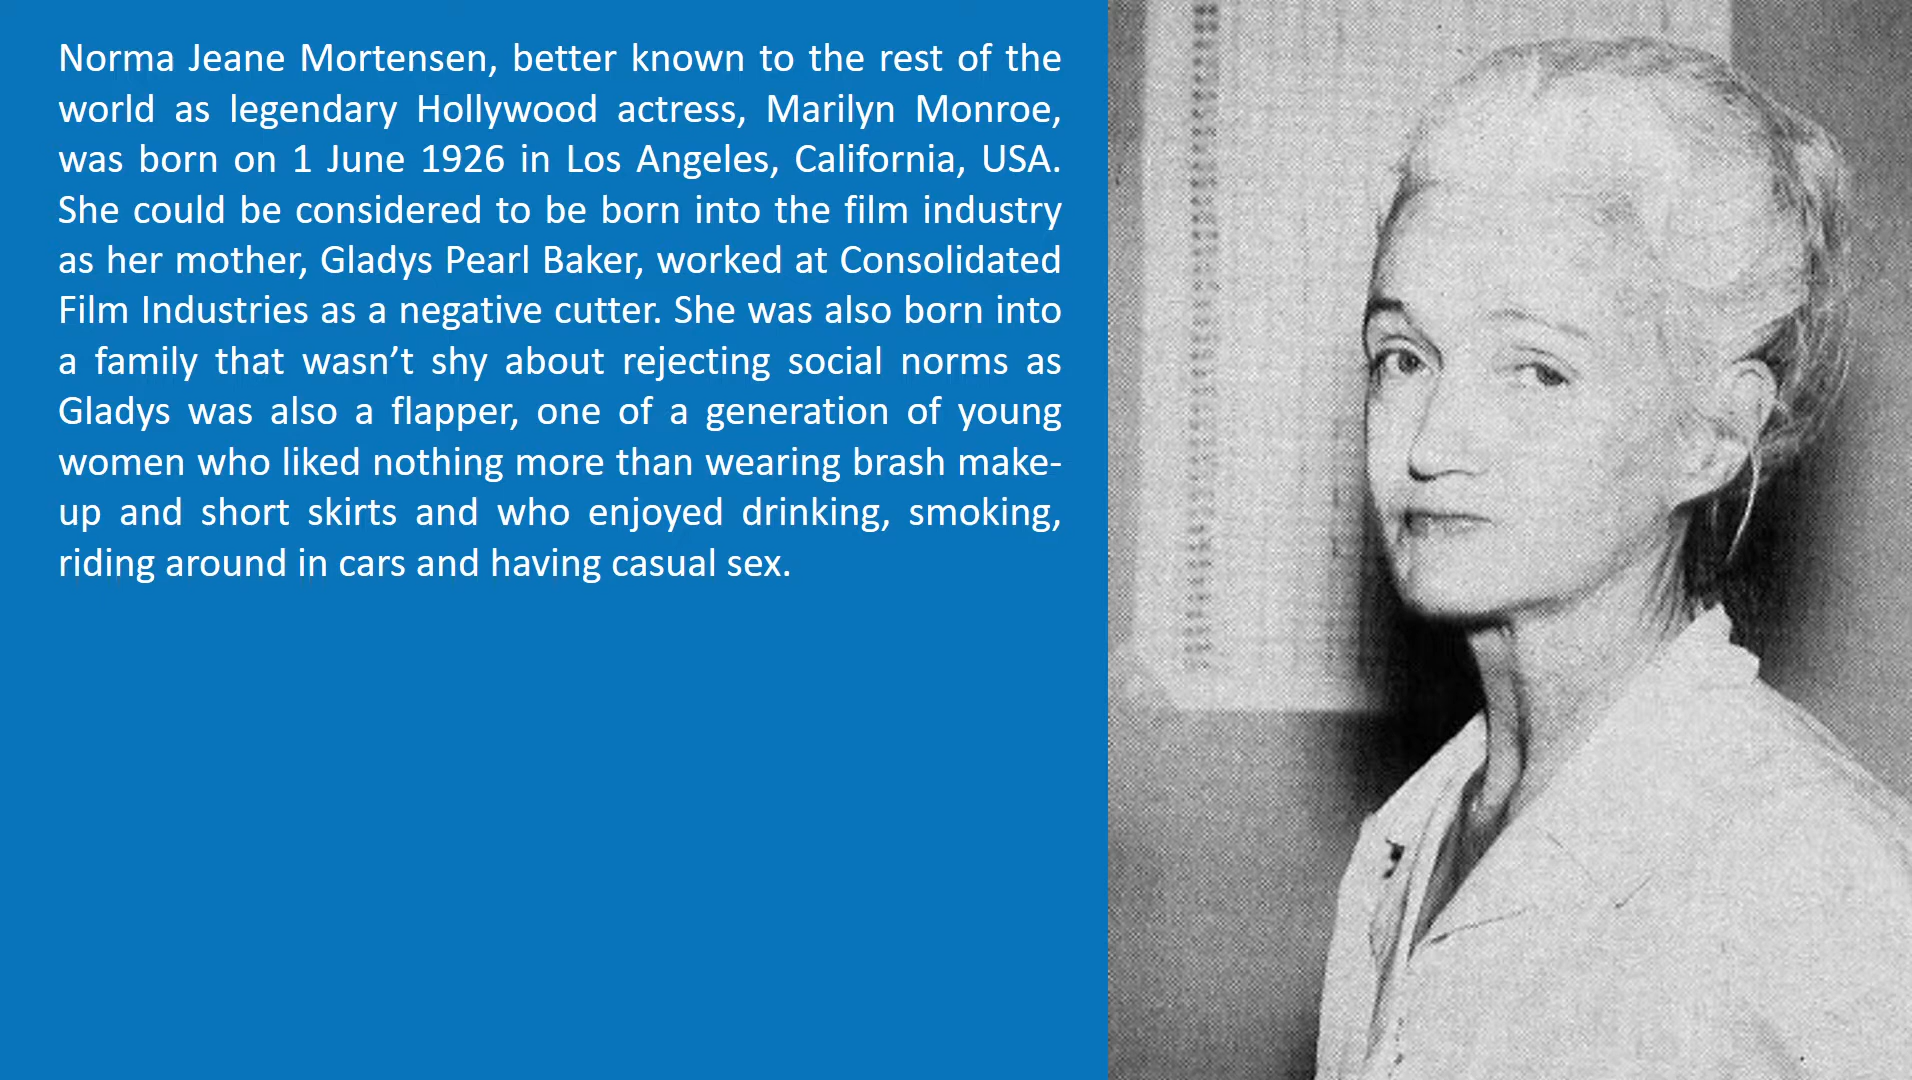 Norma Jeane Mortensen, better known to the rest of the
world as legendary Hollywood actress, Marilyn Monroe,
was born on 1 June 1926 in Los Angeles, California, USA.
She could be considered to be born into the film industry
as her mother, Gladys Pearl Baker, worked at Consolidated
Film Industries as a negative cutter. She was also born into
a family that wasn’t shy about rejecting social norms as
Gladys was also a flapper, one of a generation of young
women who liked nothing more than wearing brash make-
up and short skirts and who enjoyed drinking, smoking,
riding around in cars and having casual sex.